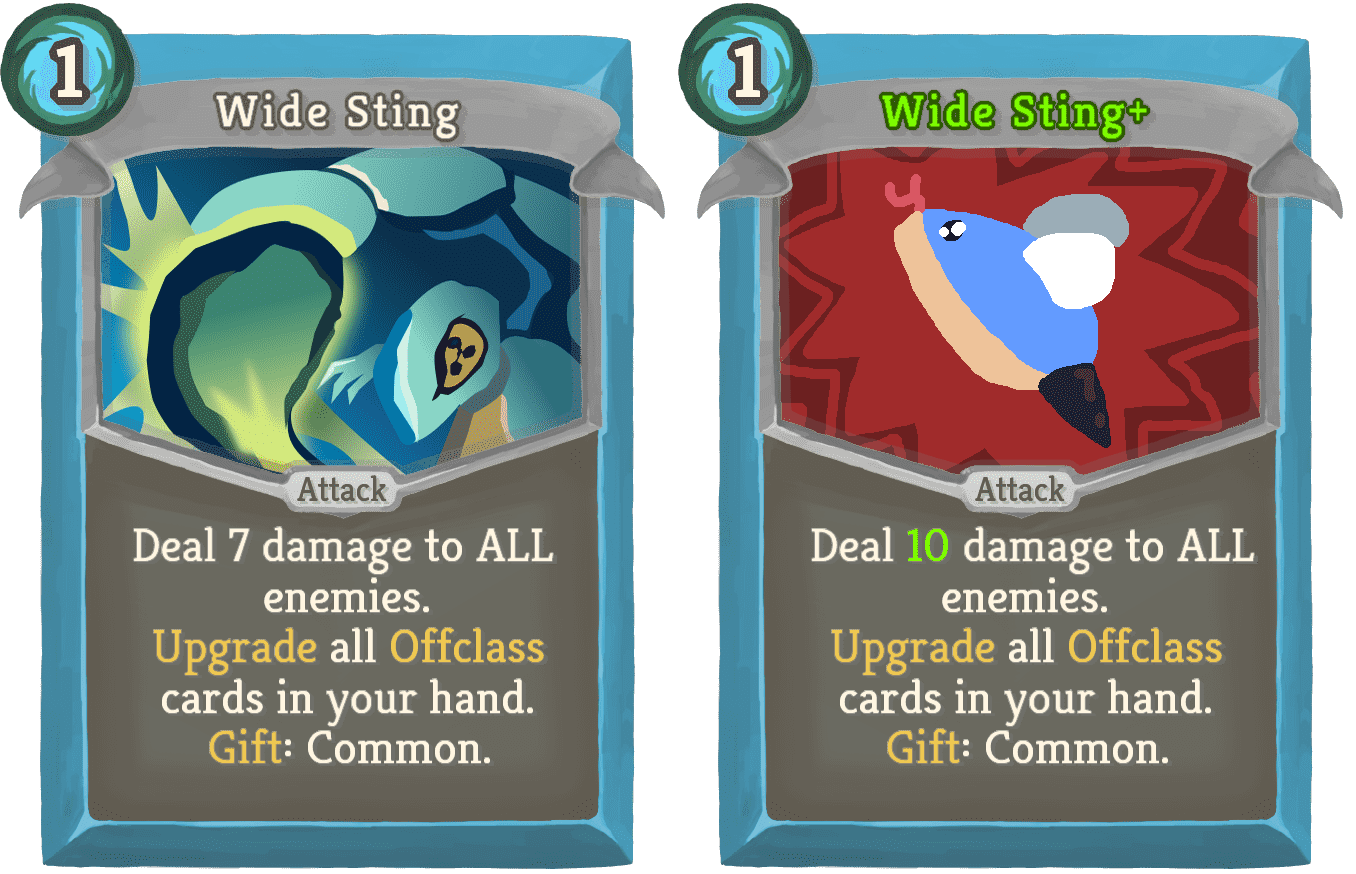 1
Wide Sting
Attack
Deal 7 damage to ALL
enemies.
Upgrade all Offclass
cards in your hand.
Gift: Common.
1
Wide Sting+
Attack
Deal 10 damage to ALL
enemies.
Upgrade all Offclass
cards in your hand.
Gift: Common.